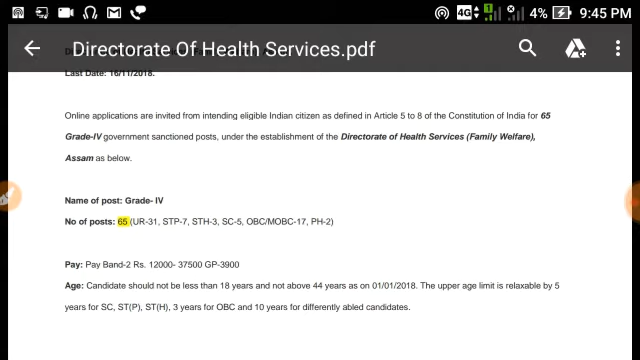 4G 1 4% 9:45 PM
Directorate Of Health Services.pdf
Last Date: 16/11/2018.
Online applications are invited from intending eligible Indian citizen as defined in Article 5 to 8 of the Constitution of India for 65
Grade-IV government sanctioned posts, under the establishment of the Directorate of Health Services (Family Welfare),
Assam as below.
Name of post: Grade- IV
No of posts: 65 (UR-31, STP-7, STH-3, SC-5, OBC/MOBC-17, PH-2)
Pay: Pay Band-2 Rs. 12000- 37500 GP-3900
Age: Candidate should not be less than 18 years and not above 44 years as on 01/01/2018. The upper age limit is relaxable by 5
years for SC, ST(P), ST(H), 3 years for OBC and 10 years for differently abled candidates.